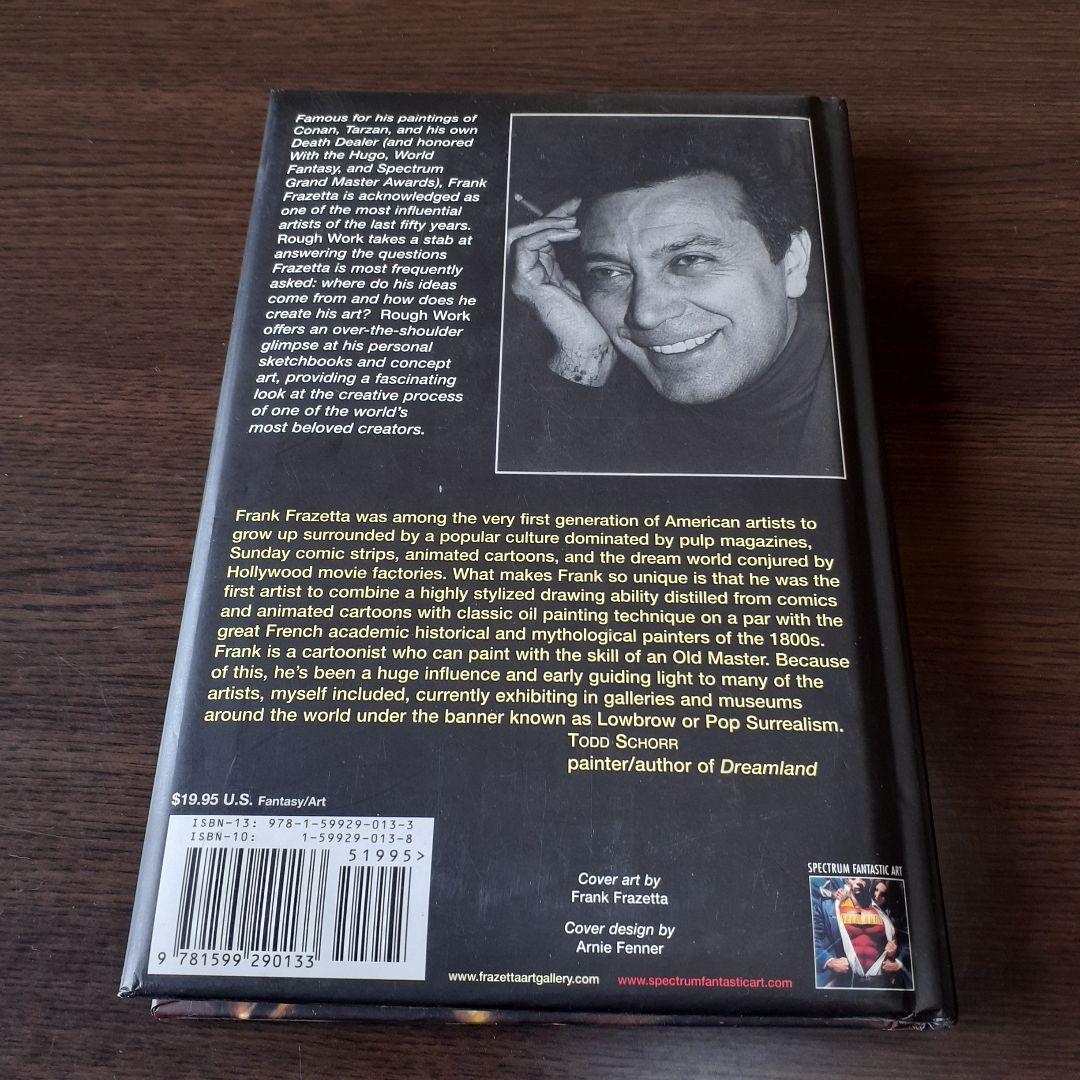 Famous for his paintings of
Conan, Tarzan, and his own
Death Dealer (and honored
With the Hugo, World
Fantasy, and Spectrum
Grand Master Awards), Frank
Frazetta is acknowledged as
one of the most influential
artists of the last fifty years.
Rough Work takes a stab at
answering the questions
Frazetta is most frequently
asked: where do his ideas
come from and how does he
create his art? Rough Work
offers an over-the-shoulder
glimpse at his personal
sketchbooks and concept
art, providing a fascinating
look at the creative process
of one of the world's
most beloved creators.
Frank Frazetta was among the very first generation of American artists to
grow up surrounded by a popular culture dominated by pulp magazines,
Sunday comic strips, animated cartoons, and the dream world conjured by
Hollywood movie factories. What makes Frank so unique is that he was the
first artist to combine a highly stylized drawing ability distilled from comics
and animated cartoons with classic oil painting technique on a par with the
great French academic historical and mythological painters of the 1800s.
Frank is a cartoonist who can paint with the skill of an Old Master. Because
of this, he's been a huge influence and early guiding light to many of the
artists, myself included, currently exhibiting in galleries and museums
around the world under the banner known as Lowbrow or Pop Surrealism.
TODD SCHORR
painter/author of Dreamland
$19.95 U.S. Fantasy/Art
ISBN-13: 978-1-59929-013-3
ISBN-10: 1-59929-013-8
51995>
9 781599 290133
Cover art by
Frank Frazetta
Cover design by
Arnie Fenner
www.frazettaartgallery.com
www.spectrumfantasticart.com
SPECTRUM FANTASTIC ART